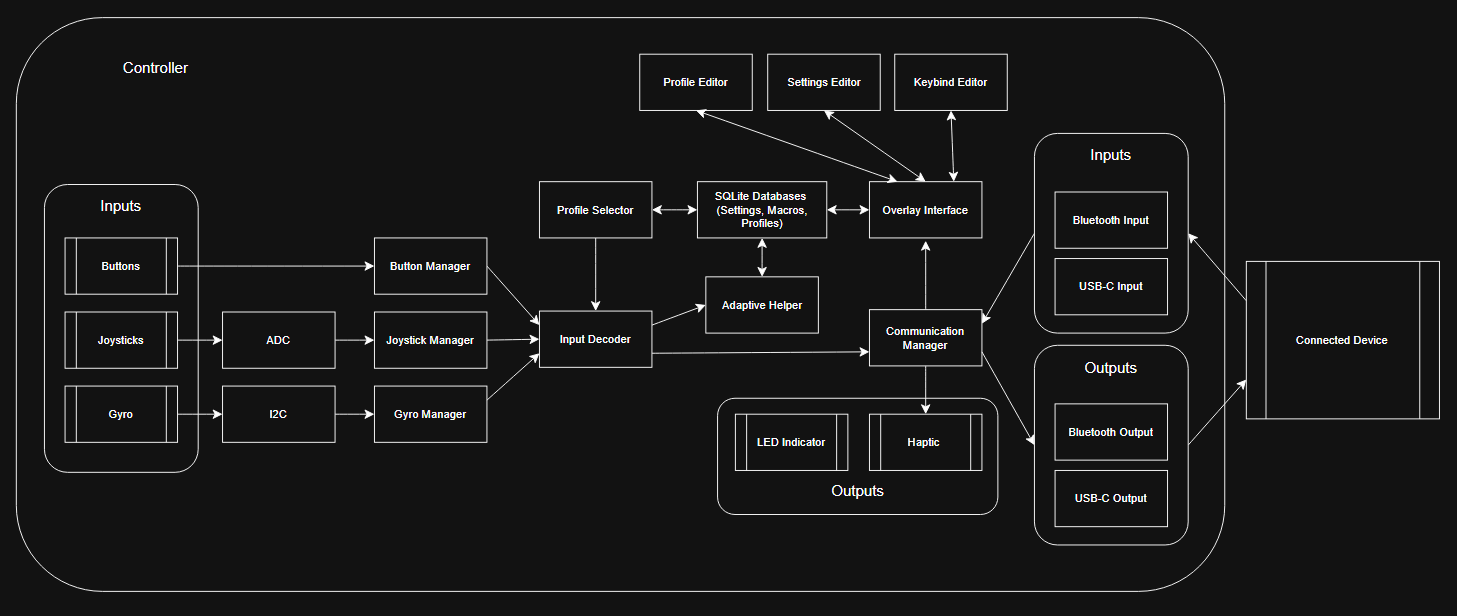 Controller
Profile Editor
Settings Editor
Keybind Editor
Inputs
Inputs
Profile Selector
SQLite Databases
(Settings, Macros,
Profiles)
Overlay Interface
Bluetooth Input
Buttons
Button Manager
USB-C Input
Adaptive Helper
Joysticks
ADC
Joystick Manager
Input Decoder
Communication
Manager
Connected Device
Outputs
Gyro
I2C
Gyro Manager
LED Indicator
Haptic
Bluetooth Output
Outputs
USB-C Output